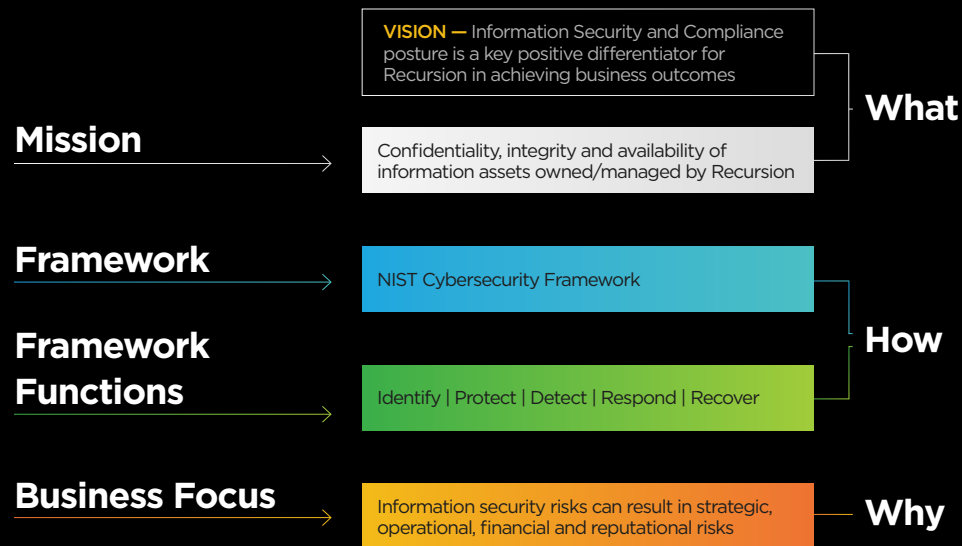 VISION — Information Security and Compliance
posture is a key positive differentiator for
Recursion in achieving business outcomes
What
Mission
Confidentiality, integrity and availability of
information assets owned/managed by Recursion
Framework
NIST Cybersecurity Framework
How
Framework
Functions
Identify | Protect | Detect | Respond | Recover
Business Focus
Information security risks can result in strategic,
operational, financial and reputational risks
Why